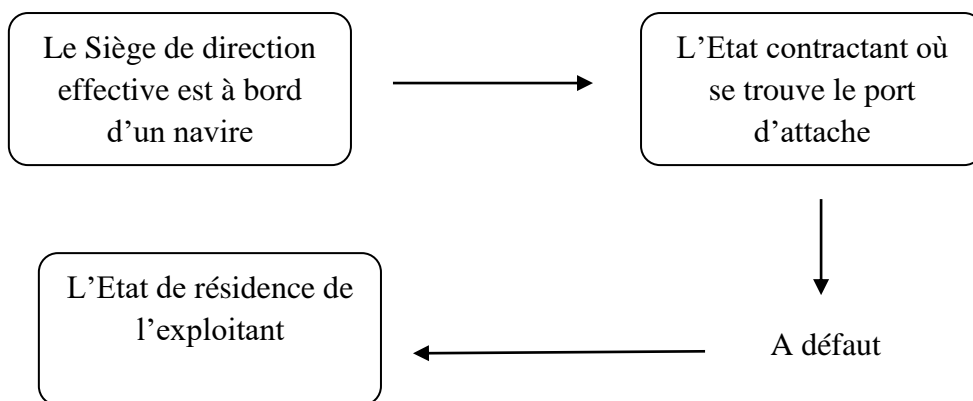 Le Siège de direction
effective est à bord
d’un navire
L’Etat contractant où
se trouve le port
d’attache
A défaut
L’Etat de résidence de
l’exploitant